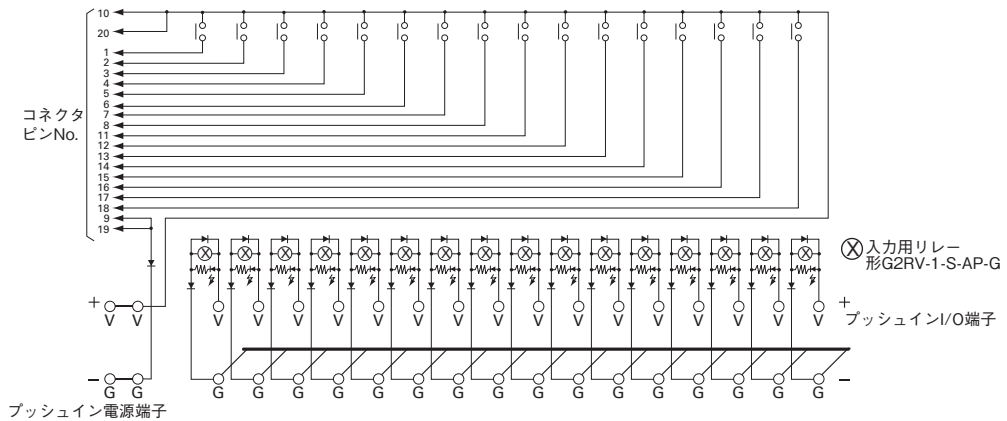 10
20
1
2
3
4
5
6
7
8
11
12
13
14
15
16
17
18
9
19
コネクタ
ピンNo.
入力用リレー
形G2RV-1-S-AP-G
+ V V
V V V V V V V V V V V V V V V V +
プッシュインI/O端子
− G G
G G G G G G G G G G G G G G G G −
プッシュイン電源端子